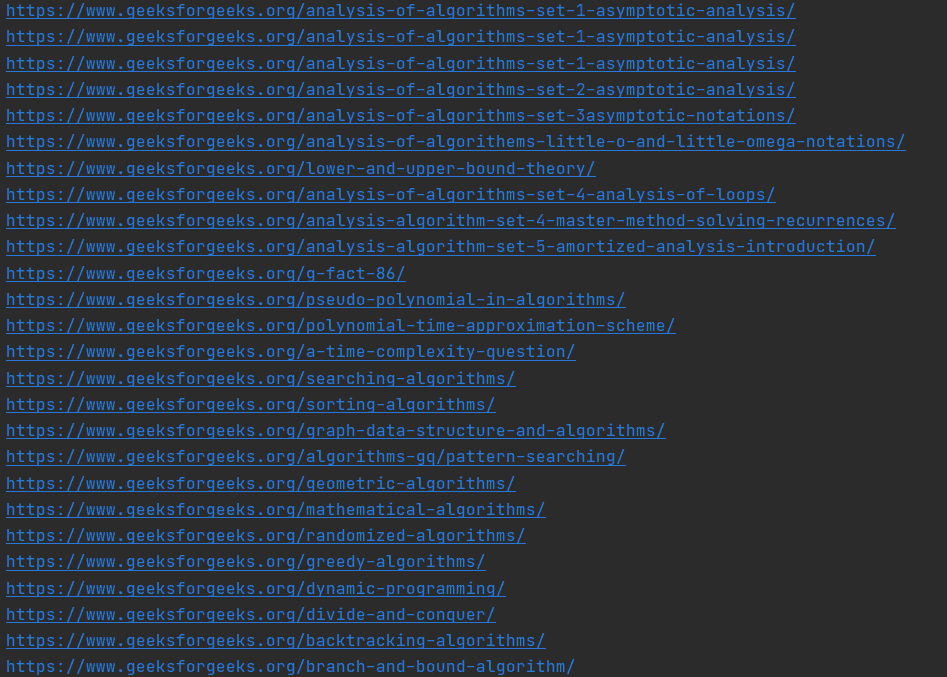 https://www.geeksforgeeks.org/analysis-of-algorithms-set-1-asymptotic-analysis/
https://www.geeksforgeeks.org/analysis-of-algorithms-set-1-asymptotic-analysis/
https://www.geeksforgeeks.org/analysis-of-algorithms-set-1-asymptotic-analysis/
https://www.geeksforgeeks.org/analysis-of-algorithms-set-2-asymptotic-analysis/
https://www.geeksforgeeks.org/analysis-of-algorithms-set-3asymptotic-notations/
https://www.geeksforgeeks.org/analysis-of-algorithems-little-o-and-little-omega-notations/
https://www.geeksforgeeks.org/lower-and-upper-bound-theory/
https://www.geeksforgeeks.org/analysis-of-algorithms-set-4-analysis-of-loops/
https://www.geeksforgeeks.org/analysis-algorithm-set-4-master-method-solving-recurrences/
https://www.geeksforgeeks.org/analysis-algorithm-set-5-amortized-analysis-introduction/
https://www.geeksforgeeks.org/g-fact-86/
https://www.geeksforgeeks.org/pseudo-polynomial-in-algorithms/
https://www.geeksforgeeks.org/polynomial-time-approximation-scheme/
https://www.geeksforgeeks.org/a-time-complexity-question/
https://www.geeksforgeeks.org/searching-algorithms/
https://www.geeksforgeeks.org/sorting-algorithms/
https://www.geeksforgeeks.org/graph-data-structure-and-algorithms/
https://www.geeksforgeeks.org/algorithms-gq/pattern-searching/
https://www.geeksforgeeks.org/geometric-algorithms/
https://www.geeksforgeeks.org/mathematical-algorithms/
https://www.geeksforgeeks.org/randomized-algorithms/
https://www.geeksforgeeks.org/greedy-algorithms/
https://www.geeksforgeeks.org/dynamic-programming/
https://www.geeksforgeeks.org/divide-and-conquer/
https://www.geeksforgeeks.org/backtracking-algorithms/
https://www.geeksforgeeks.org/branch-and-bound-algorithm/